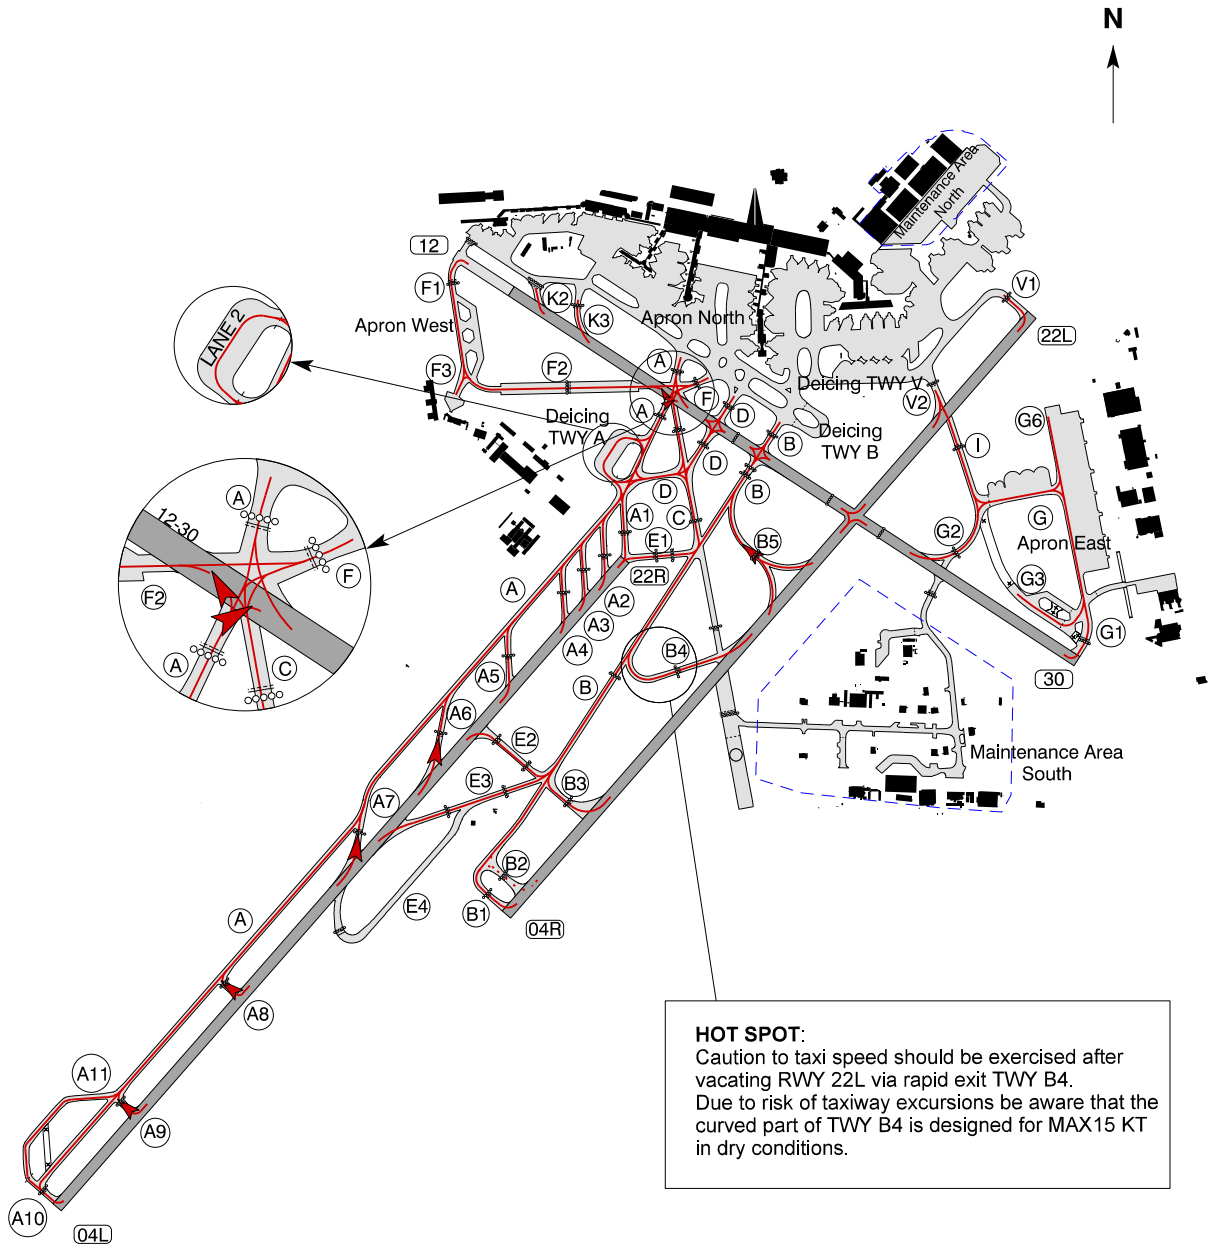 N
Maintenance Area
North
12
V1
F1
K2
K3
Apron North
22L
Apron West
LANE 2
F3
F2
A
F
Deicing TWY V
V2
A
D
Deicing
TWY A
B
Deicing
TWY B
G6
D
I
A
12-30
D
B
A1
C
G
E1
B5
G2
Apron East
F
22R
F2
A
A2
G3
A3
G1
A4
A
C
B4
A5
B
30
A6
E2
Maintenance Area
South
E3
B3
A7
B2
E4
B1
A
04R
A8
HOT SPOT:
Caution to taxi speed should be exercised after
vacating RWY 22L via rapid exit TWY B4.
Due to risk of taxiway excursions be aware that the
curved part of TWY B4 is designed for MAX15 KT
in dry conditions.
A11
A9
A10
04L